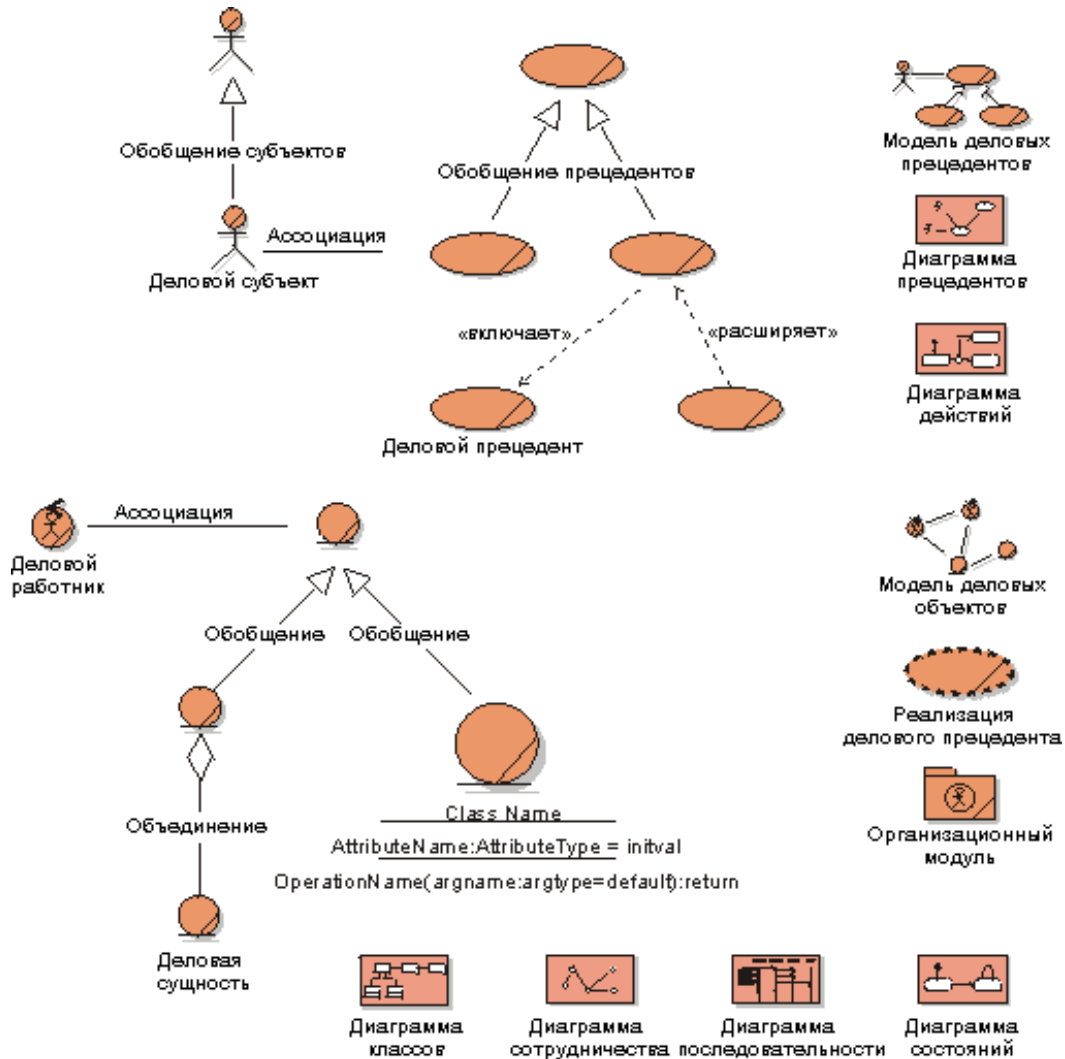 Обобщение субъектов
Ассоциация
Деловой субъект
Обобщение прецедентов
«включает»
«расширяет»
Деловой прецедент
Модель деловых
прецедентов
Диаграмма
прецедентов
Диаграмма
действий
Ассоциация
Деловой
работник
Обобщение
Обобщение
Объединение
Деловая
сущность
Class Name
AttributeName:AttributeType = initval
OperationName(argname:argtype=default):return
Модель деловых
объектов
Реализация
делового прецедента
Организационный
модуль
Диаграмма
классов
Диаграмма
сотрудничества
Диаграмма
последовательности
Диаграмма
состояний